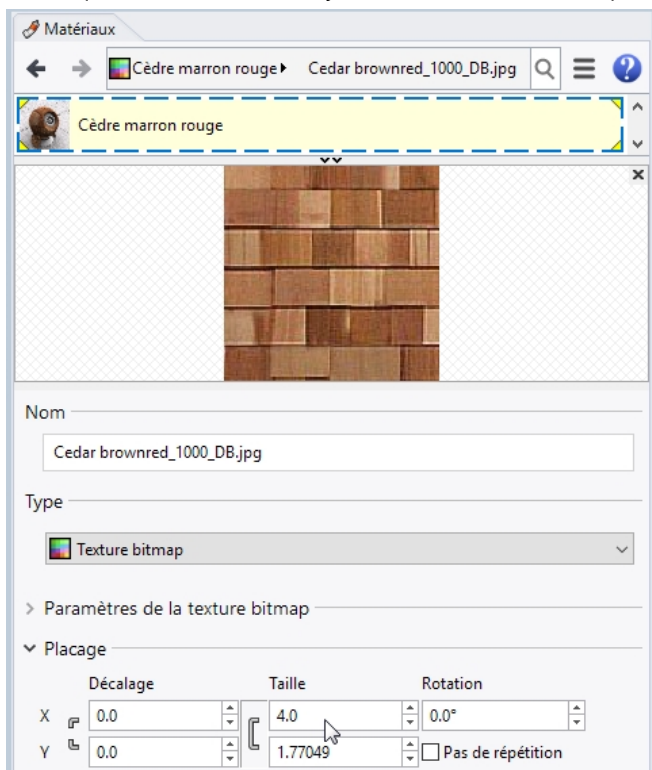 Matériaux
Cèdre marron rouge Cedar brownred_1000_DB.jpg
Cèdre marron rouge
Nom
Cedar brownred_1000_DB.jpg
Type
Texture bitmap
Paramètres de la texture bitmap
Placage
Décalage Taille Rotation
X 0.0 4.0 0.0°
Y 0.0 1.77049 Pas de répétition